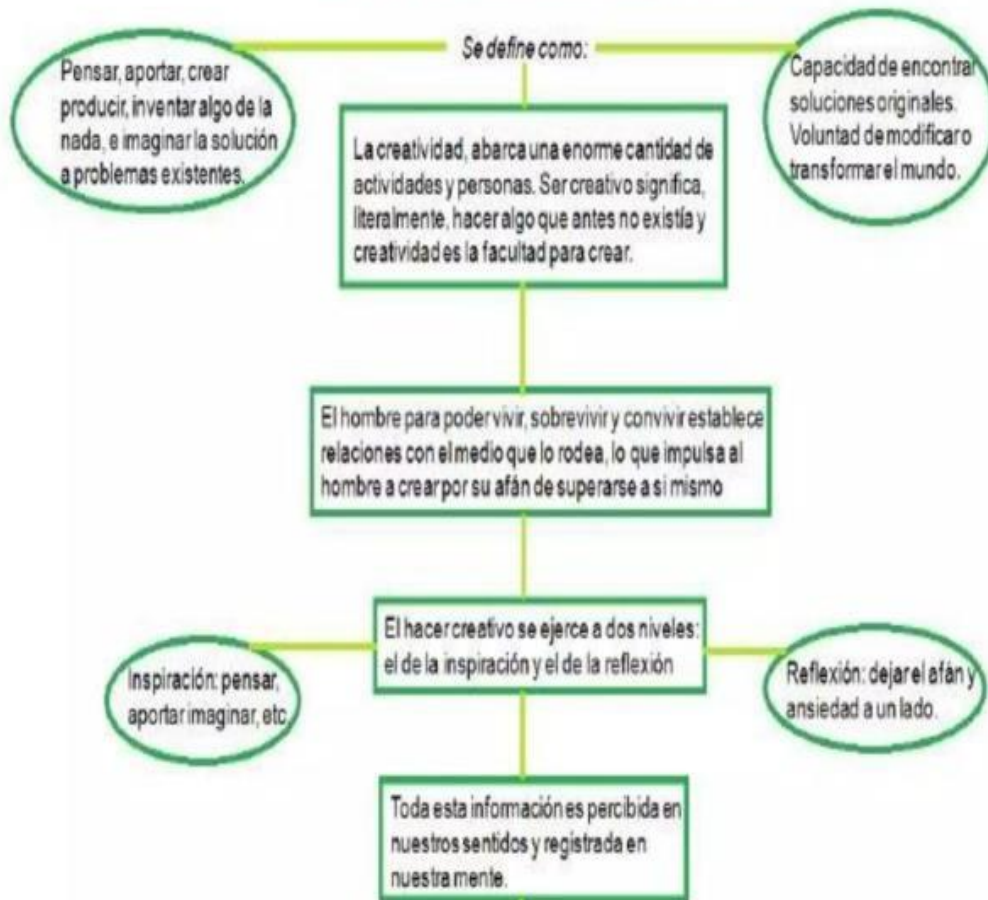 Se define como:
Pensar, aportar, crear
producir, inventar algo de la
nada, e imaginar la solución
a problemas existentes.
Capacidad de encontrar
soluciones originales.
Voluntad de modificar o
transformar el mundo.
La creatividad, abarca una enorme cantidad de
actividades y personas. Ser creativo significa,
literalmente, hacer algo que antes no existía y
creatividad es la facultad para crear.
El hombre para poder vivir, sobrevivir y convivir establece
relaciones con el medio que lo rodea, lo que impulsa al
hombre a crear por su afán de superarse a si mismo
El hacer creativo se ejerce a dos niveles:
el de la inspiración y el de la reflexión
Inspiración: pensar,
aportar imaginar, etc
Reflexión: dejar el afán y
ansiedad a un lado.
Toda esta información es percibida en
nuestros sentidos y registrada en
nuestra mente.